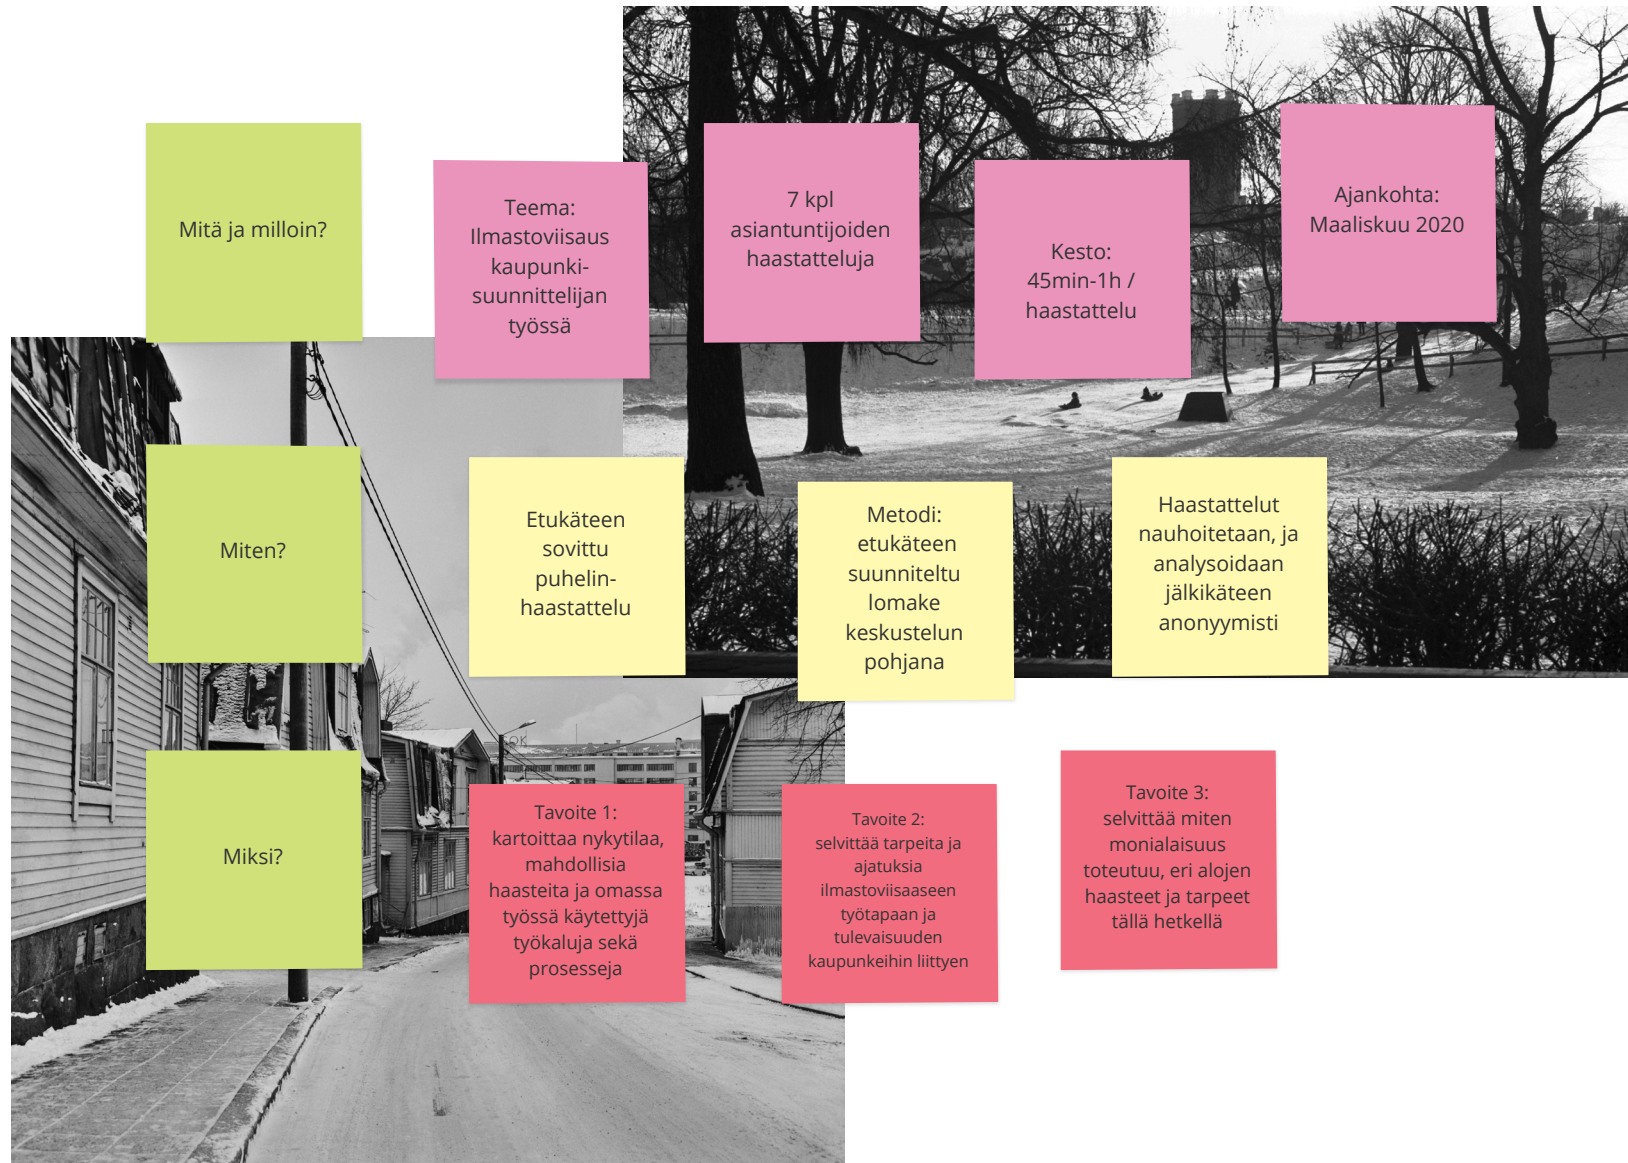 Mitä ja milloin?
Teema:
Ilmastoviisaus
kaupunki-
suunnittelijan
työssä
7 kpl
asiantuntijoiden
haastatteluja
Kesto:
45min-1h /
haastattelu
Ajankohta:
Maaliskuu 2020
Miten?
Etukäteen
sovittu
puhelin-
haastattelu
Metodi:
etukäteen
suunniteltu
lomake
keskustelun
pohjana
Haastattelut
nauhoitetaan, ja
analysoidaan
jälkikäteen
anonyymisti
Miksi?
Tavoite 1:
kartoittaa nykytilaa,
mahdollisia
haasteita ja omassa
työssä käytettyjä
työkaluja sekä
prosesseja
Tavoite 2:
selvittää tarpeita ja
ajatuksia
ilmastoviisaaseen
työtapaan ja
tulevaisuuden
kaupunkeihin liittyen
Tavoite 3:
selvittää miten
monialaisuus
toteutuu, eri alojen
haasteet ja tarpeet
tällä hetkellä